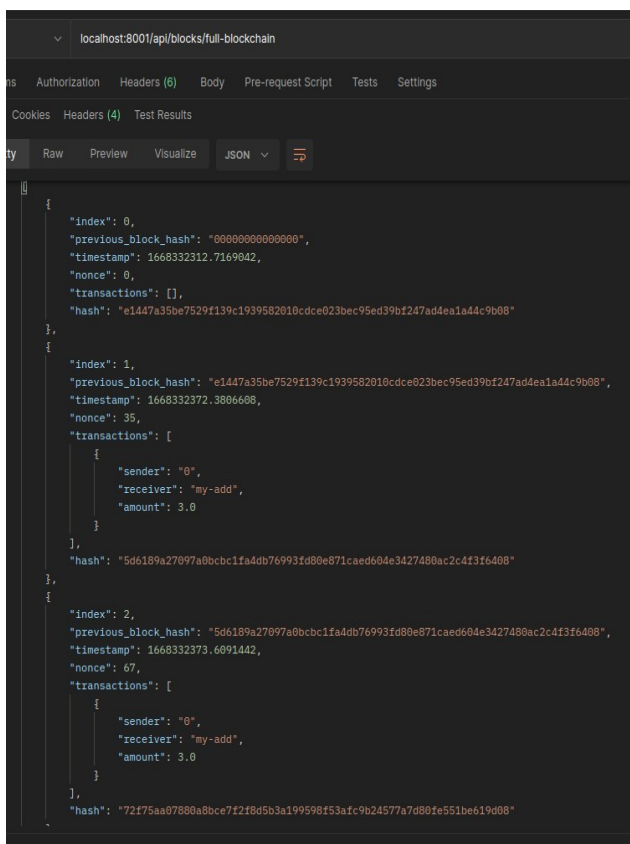 localhost:8001/api/blocks/full-blockchain
ms Authorization Headers (6) Body Pre-request Script Tests Settings
Cookies Headers (4) Test Results
ty Raw Preview Visualize JSON
[
{
"index": 0,
"previous_block_hash": "00000000000000",
"timestamp": 1668332312.7169042,
"nonce": 0,
"transactions": [],
"hash": "e1447a35be7529f139c1939582010cdce023bec95ed39bf247ad4ea1a44c9b08"
},
{
"index": 1,
"previous_block_hash": "e1447a35be7529f139c1939582010cdce023bec95ed39bf247ad4ea1a44c9b08",
"timestamp": 1668332372.3806608,
"nonce": 35,
"transactions": [
{
"sender": "0",
"receiver": "my-add",
"amount": 3.0
}
],
"hash": "5d6189a27097a0bcbc1fa4db76993fd80e871caed604e3427480ac2c4f3f6408"
},
{
"index": 2,
"previous_block_hash": "5d6189a27097a0bcbc1fa4db76993fd80e871caed604e3427480ac2c4f3f6408",
"timestamp": 1668332373.6091442,
"nonce": 67,
"transactions": [
{
"sender": "0",
"receiver": "my-add",
"amount": 3.0
}
],
"hash": "72f75aa07880a8bce7f2f8d5b3a199598f53afc9b24577a7d80fe551be619d08"